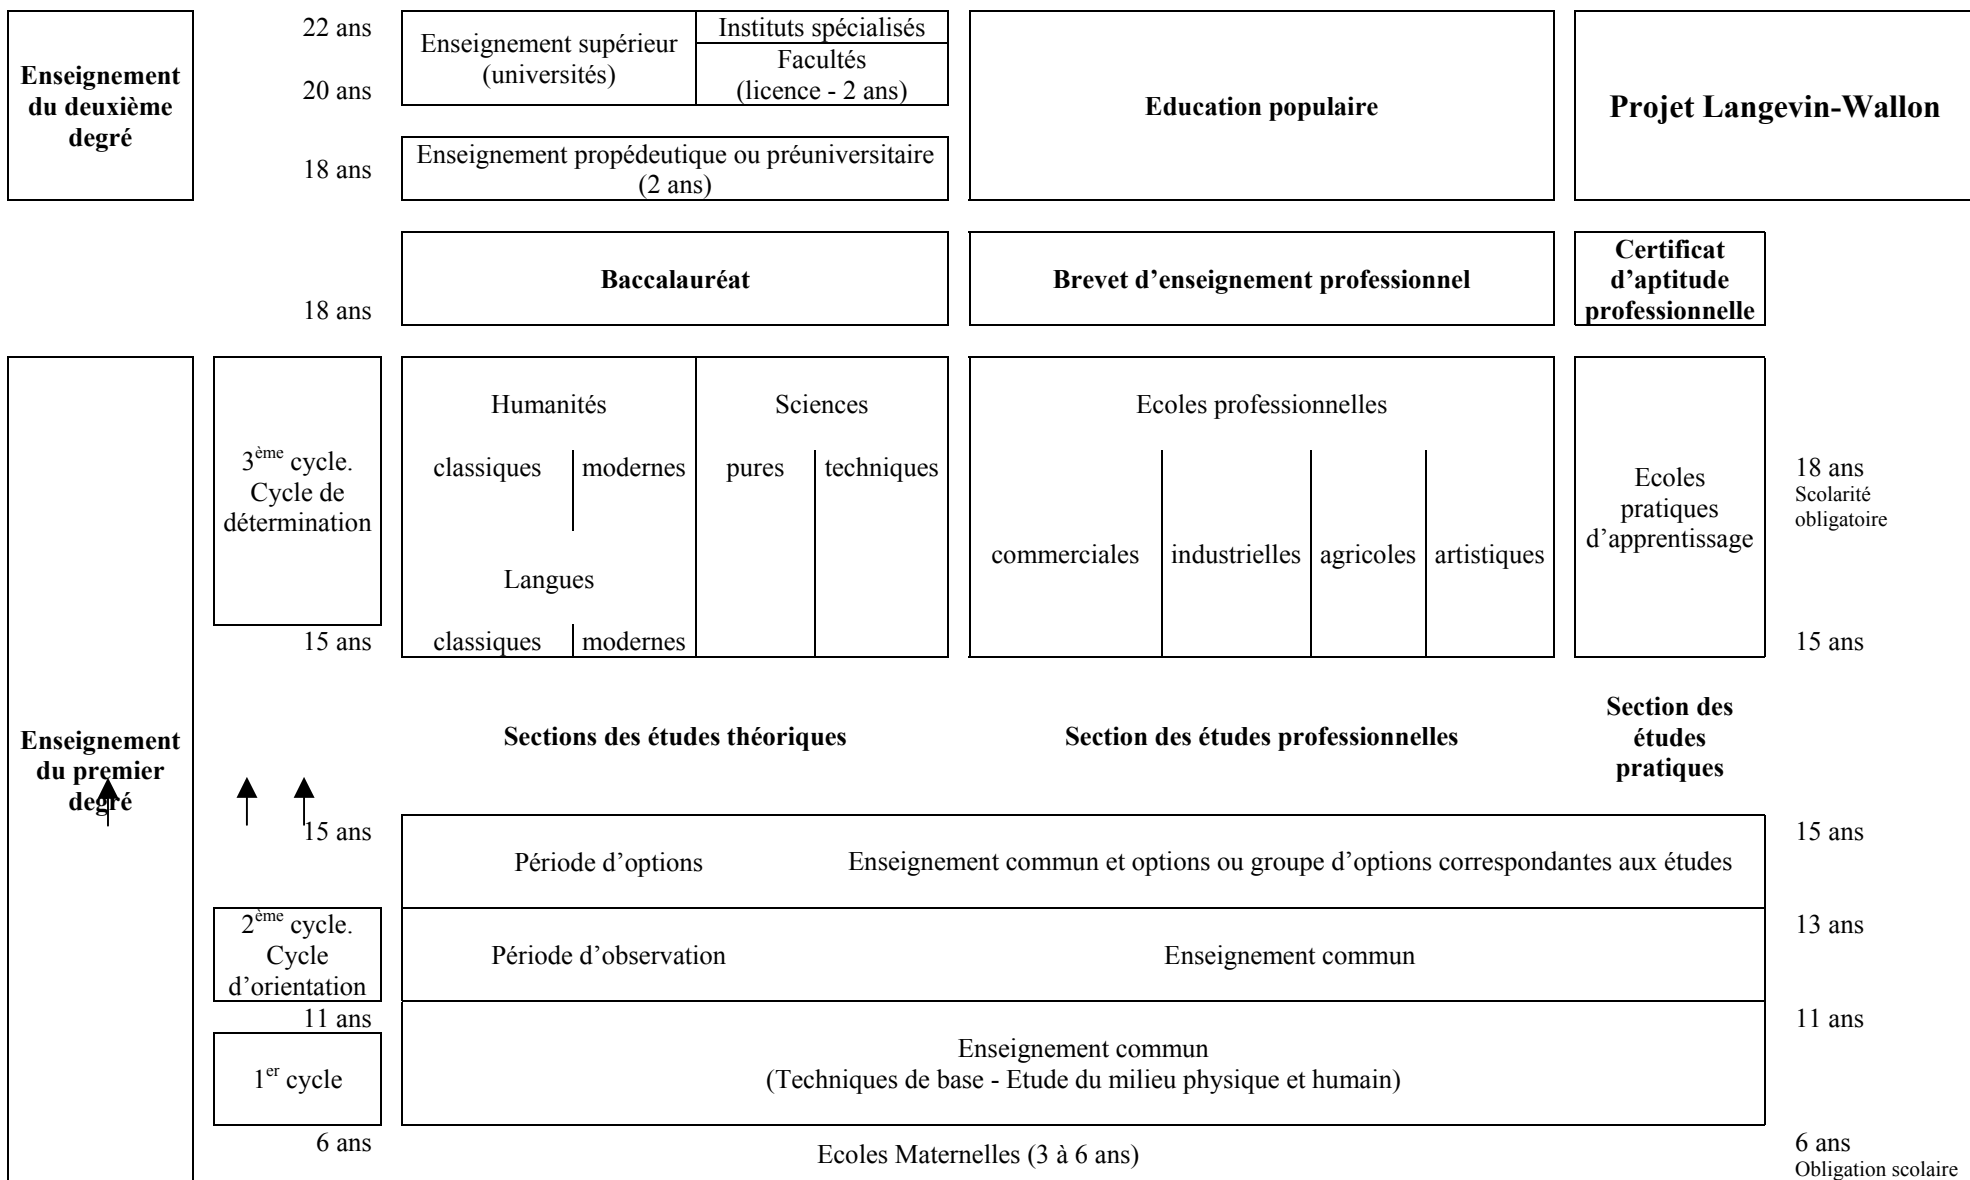 22 ans
Enseignement supérieur
(universités)
Instituts spécialisés
Facultés
(licence - 2 ans)
Enseignement
du deuxième
degré
20 ans
Education populaire
Projet Langevin-Wallon
18 ans
Enseignement propédeutique ou préuniversitaire
(2 ans)
18 ans
Baccalauréat
Brevet d’enseignement professionnel
Certificat
d’aptitude
professionnelle
3ème cycle.
Cycle de
détermination
Humanités
classiques
modernes
Langues
classiques
modernes
Sciences
pures
techniques
Ecoles professionnelles
commerciales
industrielles
agricoles
artistiques
Ecoles
pratiques
d’apprentissage
18 ans
Scolarité
obligatoire
15 ans
15 ans
Enseignement
du premier
degré
Sections des études théoriques
Section des études professionnelles
Section des
études
pratiques
15 ans
Période d’options
Enseignement commun et options ou groupe d’options correspondantes aux études
15 ans
2ème cycle.
Cycle
d’orientation
Période d’observation
Enseignement commun
13 ans
11 ans
11 ans
1er cycle
Enseignement commun
(Techniques de base - Etude du milieu physique et humain)
6 ans
Ecoles Maternelles (3 à 6 ans)
6 ans
Obligation scolaire